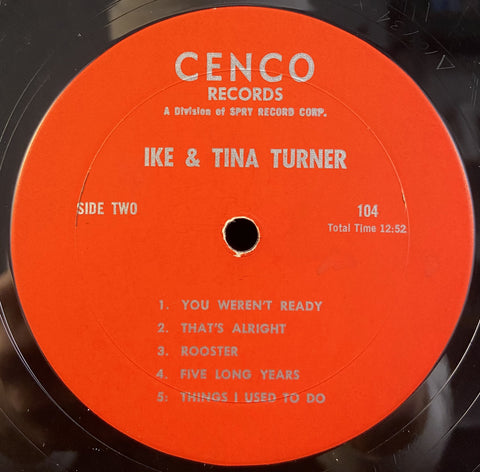 CENCO
RECORDS
A Division of SPRY RECORD CORP.
IKE & TINA TURNER
SIDE TWO
104
Total Time 12:52
1. YOU WEREN'T READY
2. THAT'S ALRIGHT
3. ROOSTER
4. FIVE LONG YEARS
5: THINGS I USED TO DO